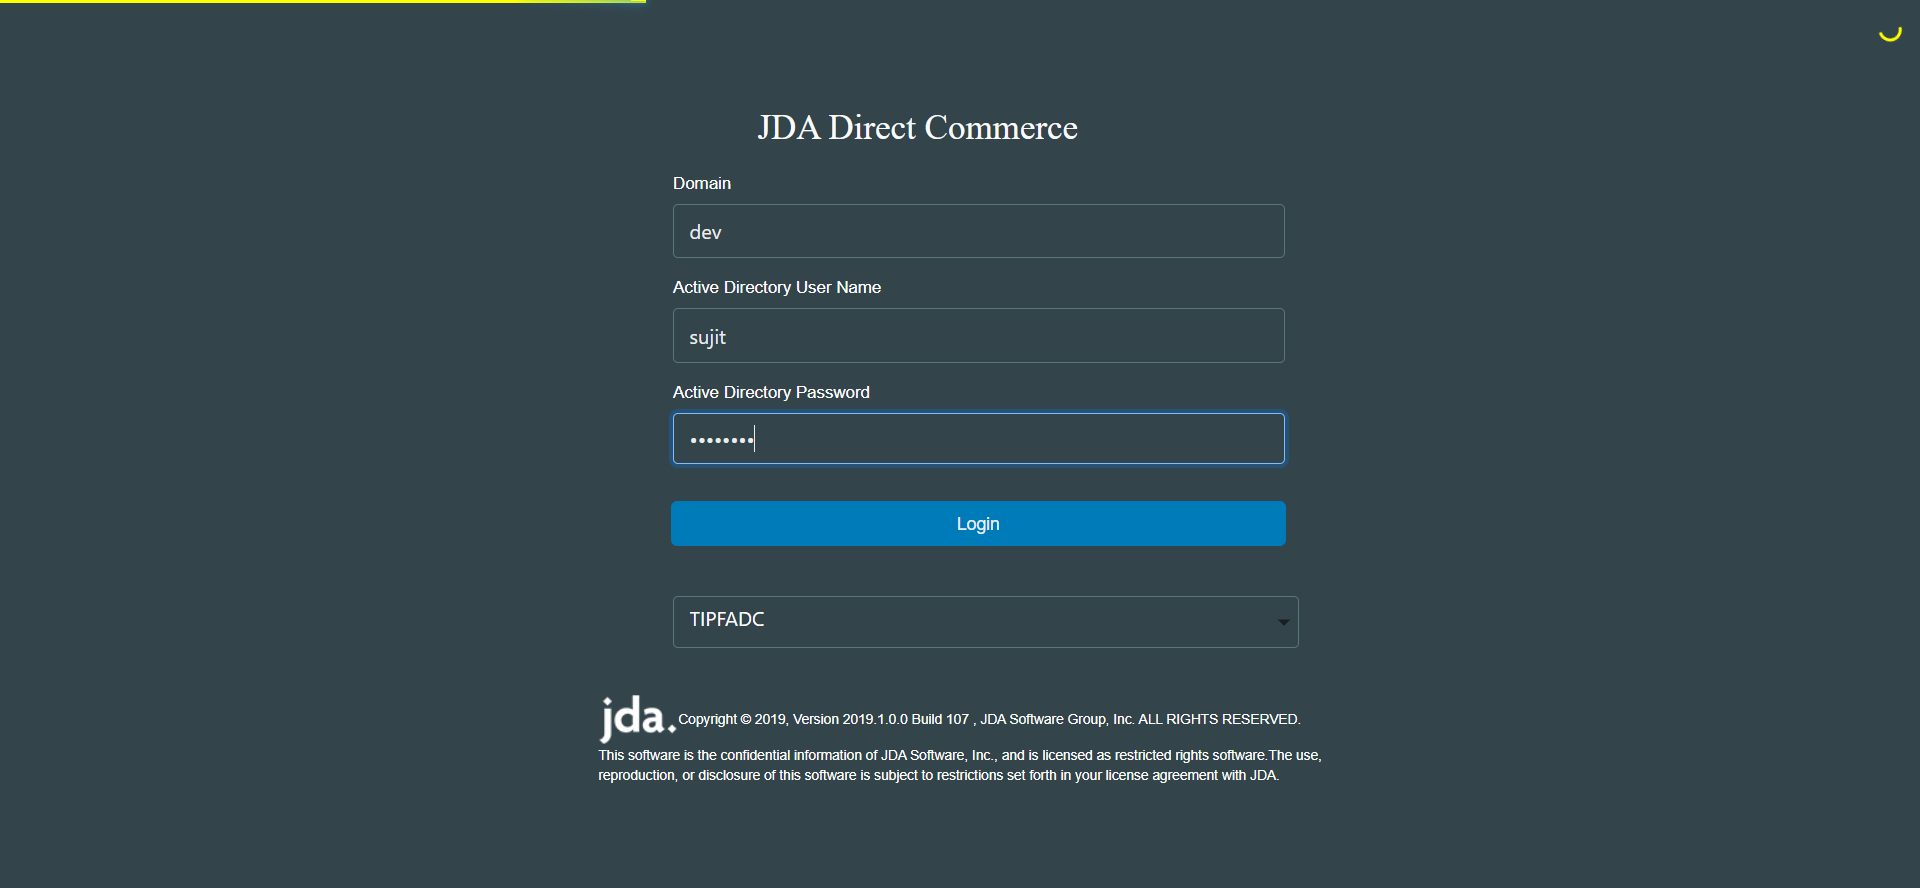 JDA Direct Commerce
Domain
dev
Active Directory User Name
sujit
Active Directory Password
••••••••
Login
TIPFADC
jda. Copyright © 2019, Version 2019.1.0.0 Build 107 , JDA Software Group, Inc. ALL RIGHTS RESERVED.
This software is the confidential information of JDA Software, Inc., and is licensed as restricted rights software.The use,
reproduction, or disclosure of this software is subject to restrictions set forth in your license agreement with JDA.